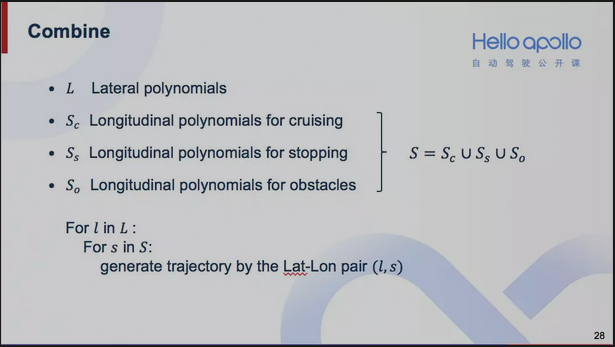 Combine
Hello apollo
自动驾驶公开课
• L Lateral polynomials
• S_c Longitudinal polynomials for cruising
• S_s Longitudinal polynomials for stopping
• S_o Longitudinal polynomials for obstacles
S = S_c ∪ S_s ∪ S_o
For l in L :
For s in S:
generate trajectory by the Lat-Lon pair (l, s)
28